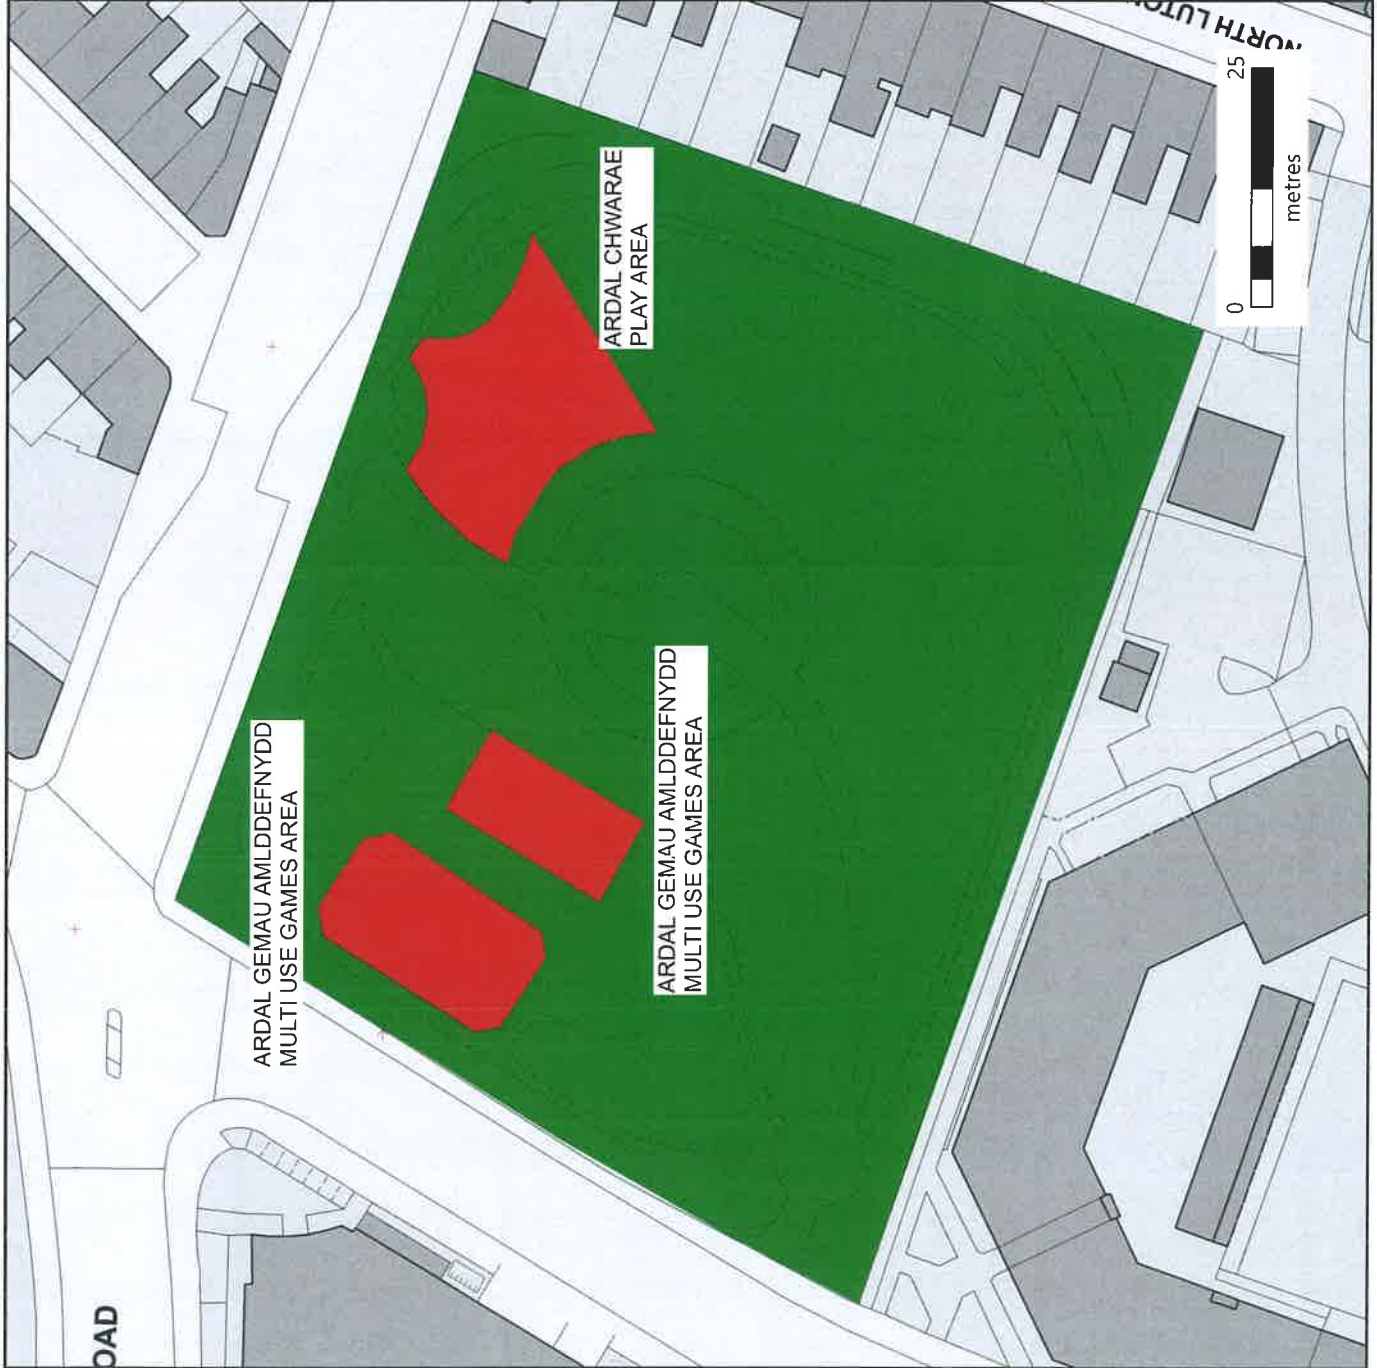 NORTH
25
0
metres
ARDAL CHWARAE
PLAY AREA
ARDAL GEMAU AMLDDEFNYDD
MULTI USE GAMES AREA
ARDAL GEMAU AMLDDEFNYDD
MULTI USE GAMES AREA
OAD